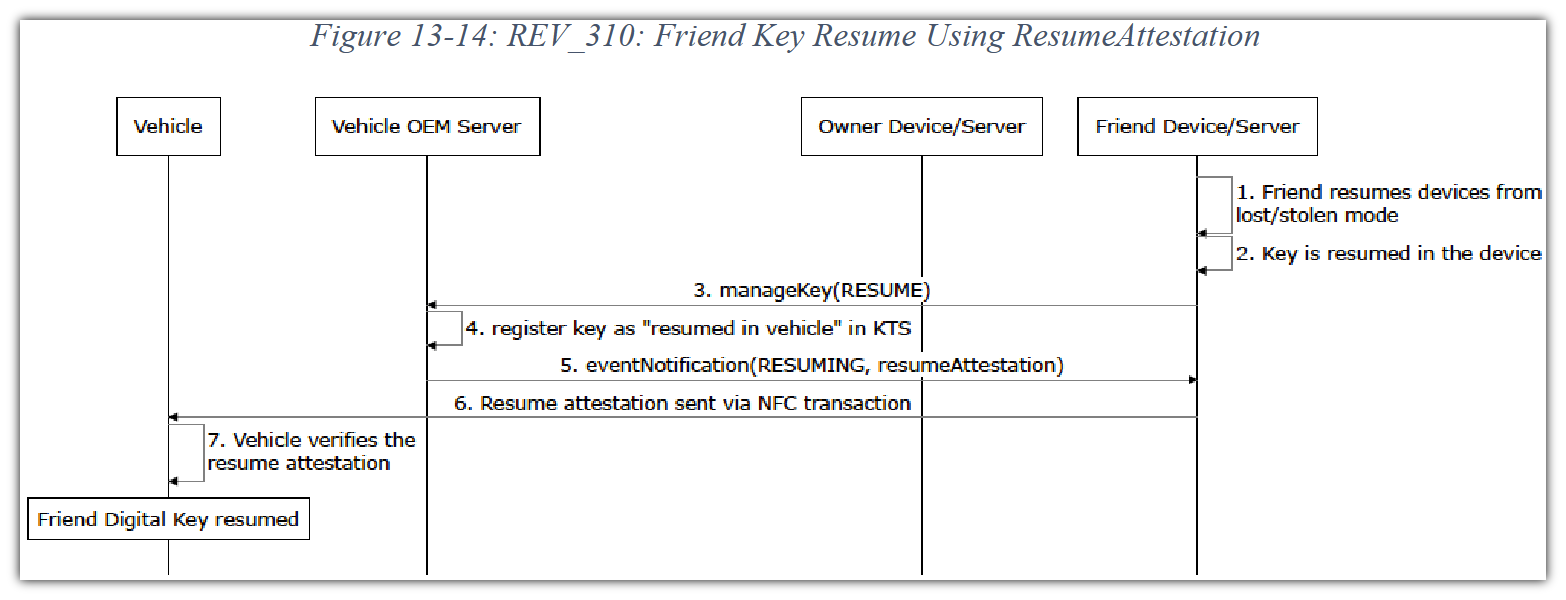 Figure 13-14: REV_310: Friend Key Resume Using ResumeAttestation
Vehicle
Vehicle OEM Server
Owner Device/Server
Friend Device/Server
1. Friend resumes devices from
lost/stolen mode
2. Key is resumed in the device
3. manageKey(RESUME)
4. register key as "resumed in vehicle" in KTS
5. eventNotification(RESUMING, resumeAttestation)
6. Resume attestation sent via NFC transaction
7. Vehicle verifies the
resume attestation
Friend Digital Key resumed